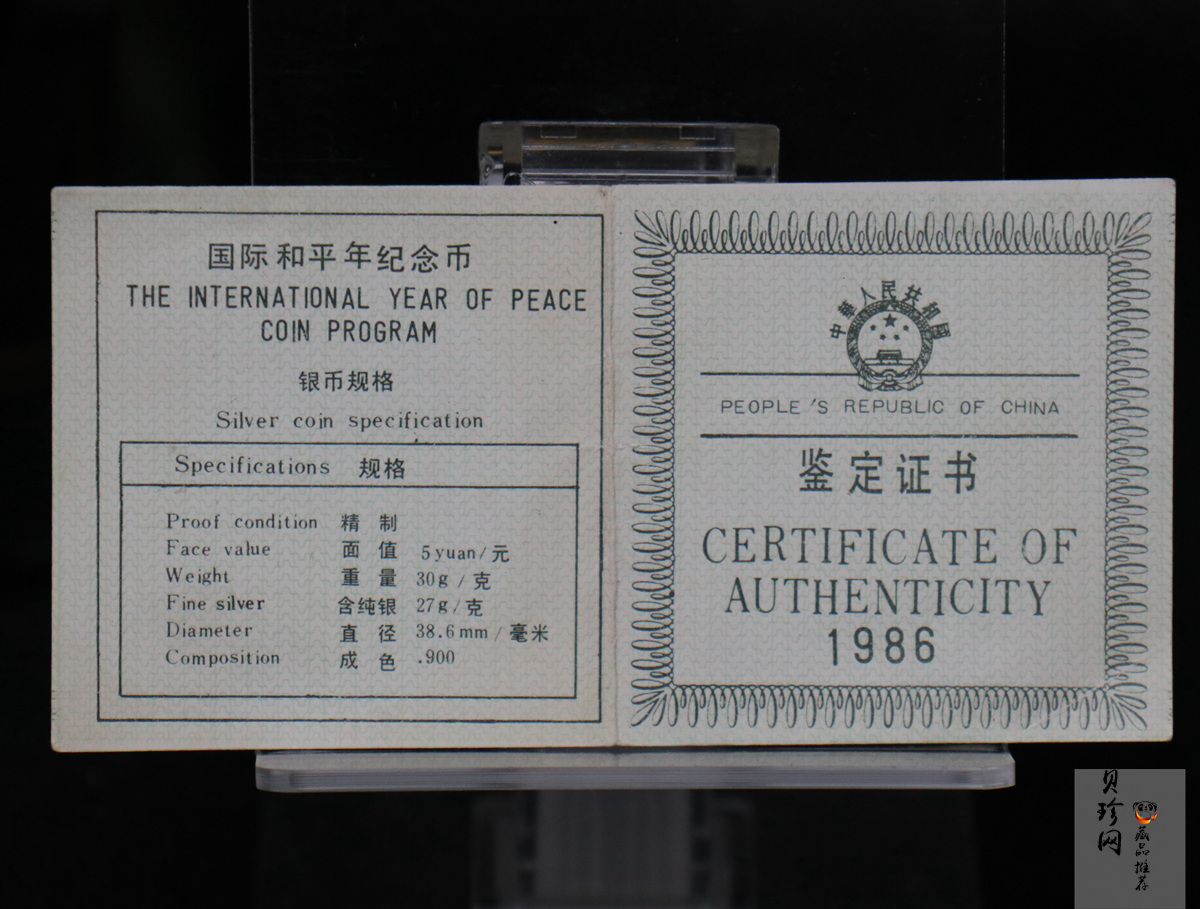 国际和平年纪念币
THE INTERNATIONAL YEAR OF PEACE
COIN PROGRAM
银币规格
Silver coin specification
Specifications 规格
Proof condition 精 制
Face value 面 值 5yuan/元
Weight 重 量 30g/克
Fine silver 含纯银 27g/克
Diameter 直 径 38.6mm/毫米
Composition 成 色 .900
中華人民共和國
PEOPLE'S REPUBLIC OF CHINA
鉴定证书
CERTIFICATE OF
AUTHENTICITY
1986
贝珍网
藏品推荐